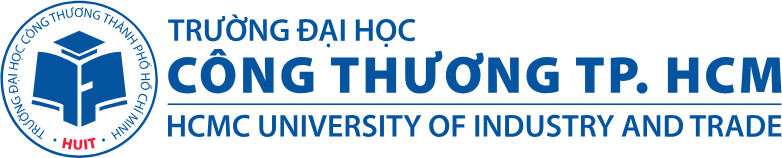 TRƯỜNG ĐẠI HỌC CÔNG THƯƠNG THÀNH PHỐ HỒ CHÍ MINH
• HUIT •
TRƯỜNG ĐẠI HỌC
CÔNG THƯƠNG TP. HCM
HCMC UNIVERSITY OF INDUSTRY AND TRADE